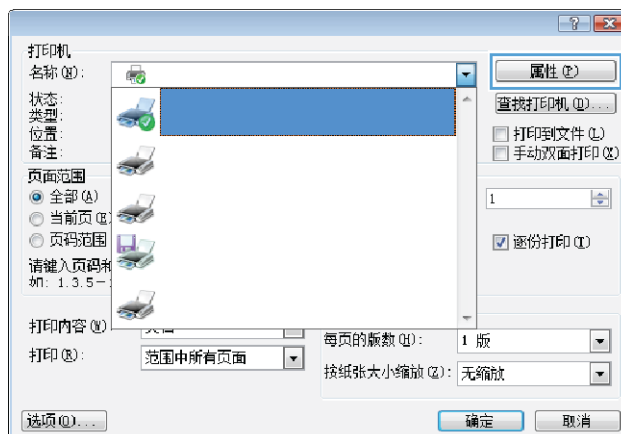 打印机
名称(N):
属性(P)
状态:
查找打印机(D)...
类型:
位置:
打印到文件(L)
备注:
手动双面打印(X)
页面范围
全部(A)
1
当前页(E)
页码范围
逐份打印(T)
请键入页码和
如: 1.3.5-
打印内容(W):
每页的版数(H):
1 版
打印(R):
范围中所有页面
按纸张大小缩放(Z):
无缩放
选项(O)...
确定
取消